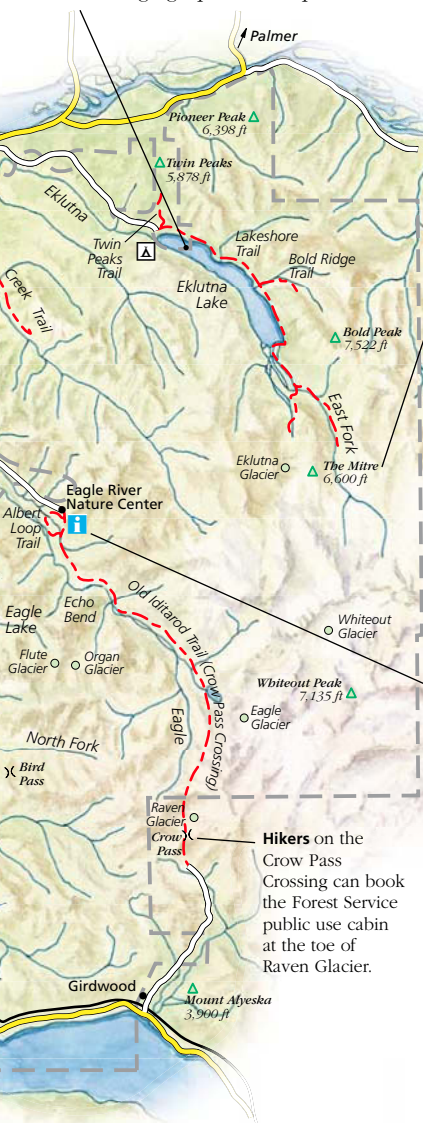 Palmer
Pioneer Peak
6,398 ft
Twin Peaks
5,878 ft
Eklutna
Twin
Peaks
Trail
Lakeshore
Trail
Bold Ridge
Trail
Eklutna
Lake
Creek Trail
Bold Peak
7,522 ft
East Fork
Eklutna
Glacier
The Mitre
6,600 ft
Eagle River
Nature Center
Albert
Loop
Trail
i
Echo
Bend
Old Iditarod Trail (Crow Pass Crossing)
Eagle
Lake
Whiteout
Glacier
Flute
Glacier
Organ
Glacier
Whiteout Peak
7,135 ft
Eagle
Glacier
Eagle
North Fork
Bird
Pass
Raven
Glacier
Crow
Pass
Hikers on the
Crow Pass
Crossing can book
the Forest Service
public use cabin
at the toe of
Raven Glacier.
Girdwood
Mount Alyeska
3,900 ft